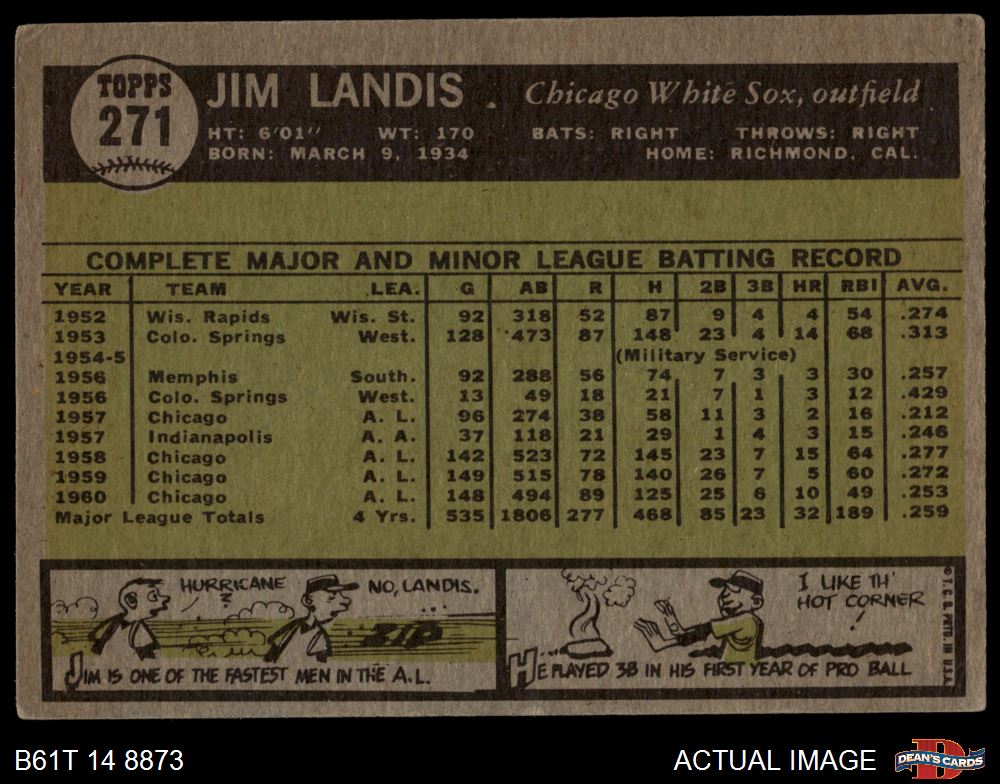 TOPPS
271
JIM LANDIS
Chicago White Sox, outfield
HT: 6'01" WT: 170 BATS: RIGHT THROWS: RIGHT
BORN: MARCH 9, 1934 HOME: RICHMOND, CAL.
COMPLETE MAJOR AND MINOR LEAGUE BATTING RECORD
YEAR TEAM LEA. G AB R H 2B 3B HR RBI AVG.
1952 Wis. Rapids Wis. St. 92 318 52 87 9 4 4 54 .274
1953 Colo. Springs West. 128 473 87 148 23 4 14 68 .313
1954-5 (Military Service)
1956 Memphis South. 92 288 56 74 7 3 3 30 .257
1956 Colo. Springs West. 13 49 18 21 7 1 3 12 .429
1957 Chicago A. L. 96 274 38 58 11 3 2 16 .212
1957 Indianapolis A. A. 37 118 21 29 1 4 3 15 .246
1958 Chicago A. L. 142 523 72 145 23 7 15 64 .277
1959 Chicago A. L. 149 515 78 140 26 7 5 60 .272
1960 Chicago A. L. 148 494 89 125 25 6 10 49 .253
Major League Totals 4 Yrs. 535 1806 277 468 85 23 32 189 .259
HURRICANE
?
NO, LANDIS.
...
ZIP
JIM IS ONE OF THE FASTEST MEN IN THE A.L.
I LIKE TH'
HOT CORNER
!
HE PLAYED 3B IN HIS FIRST YEAR OF PRO BALL
© T. C. G. PRTD. IN U.S.A.
B61T 14 8873
ACTUAL IMAGE
DEAN'S CARDS